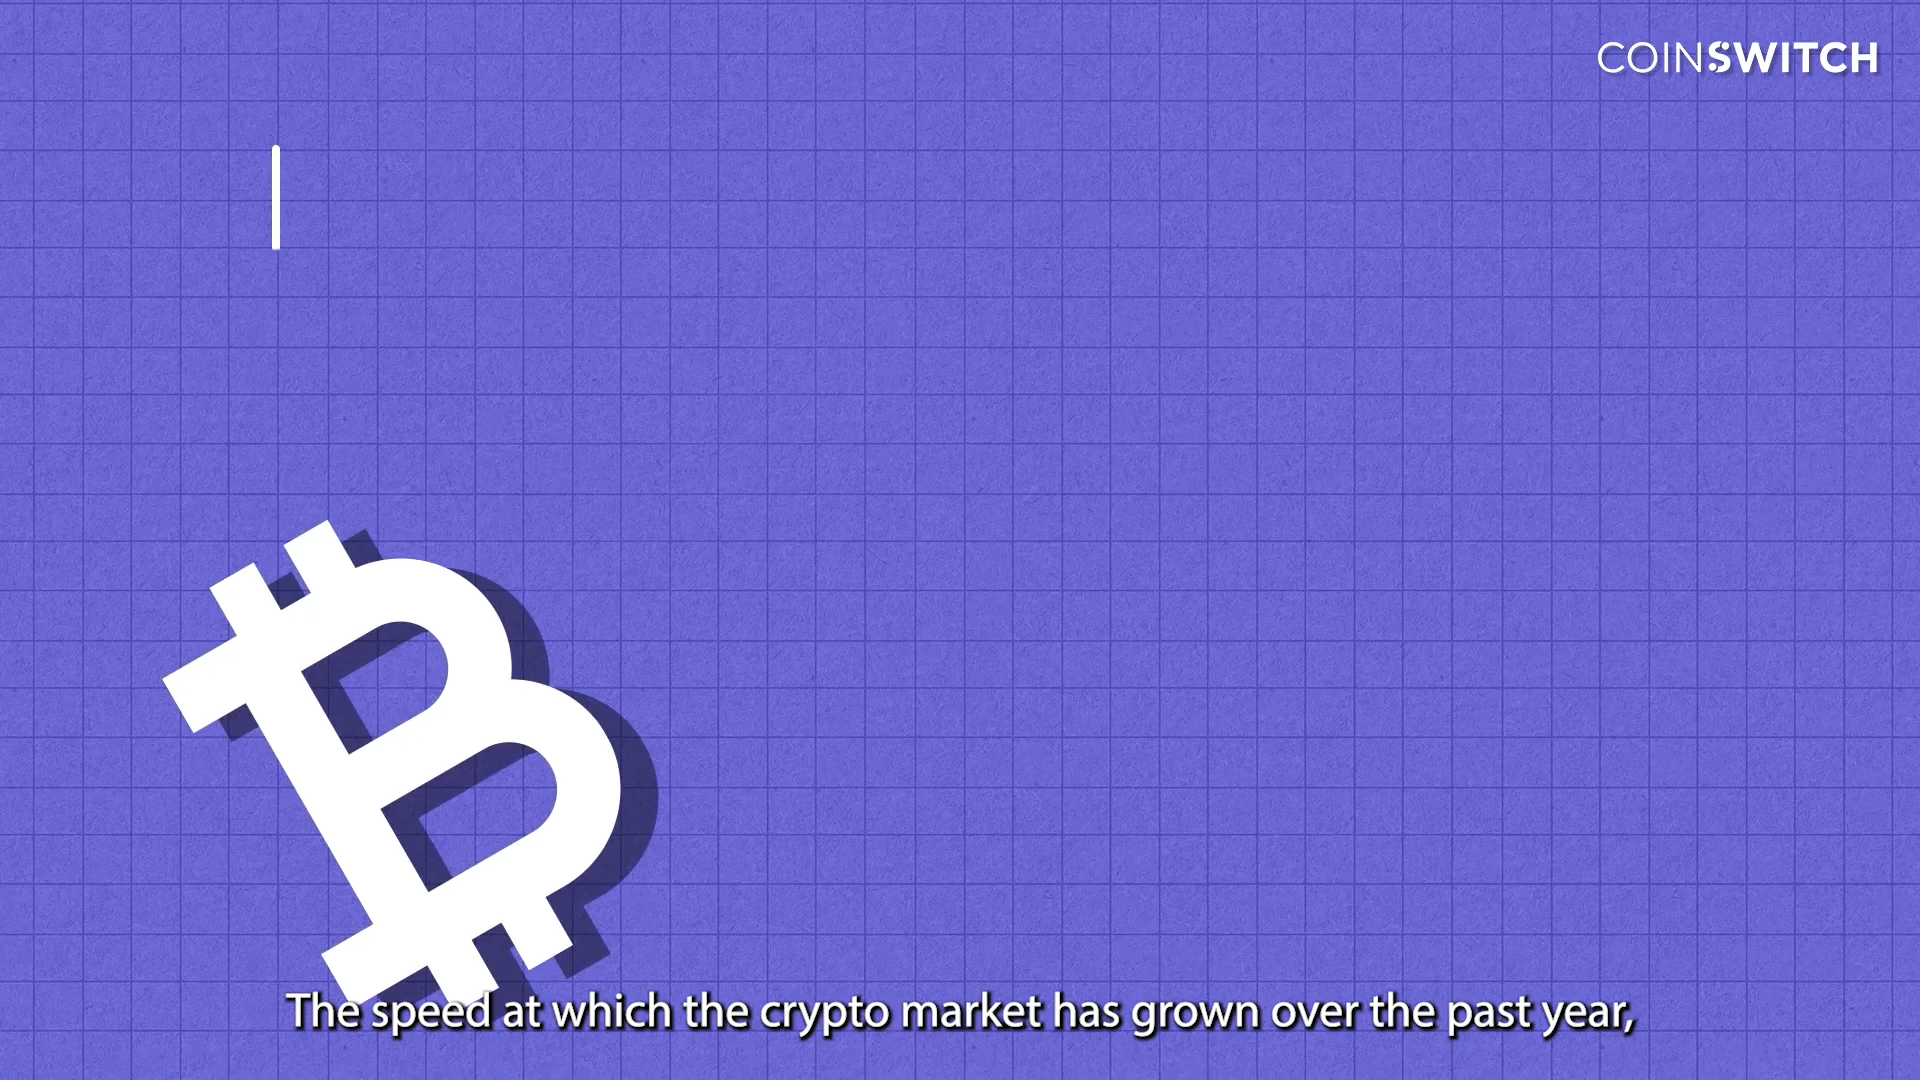 COINSWITCH
The speed at which the crypto market has grown over the past year,